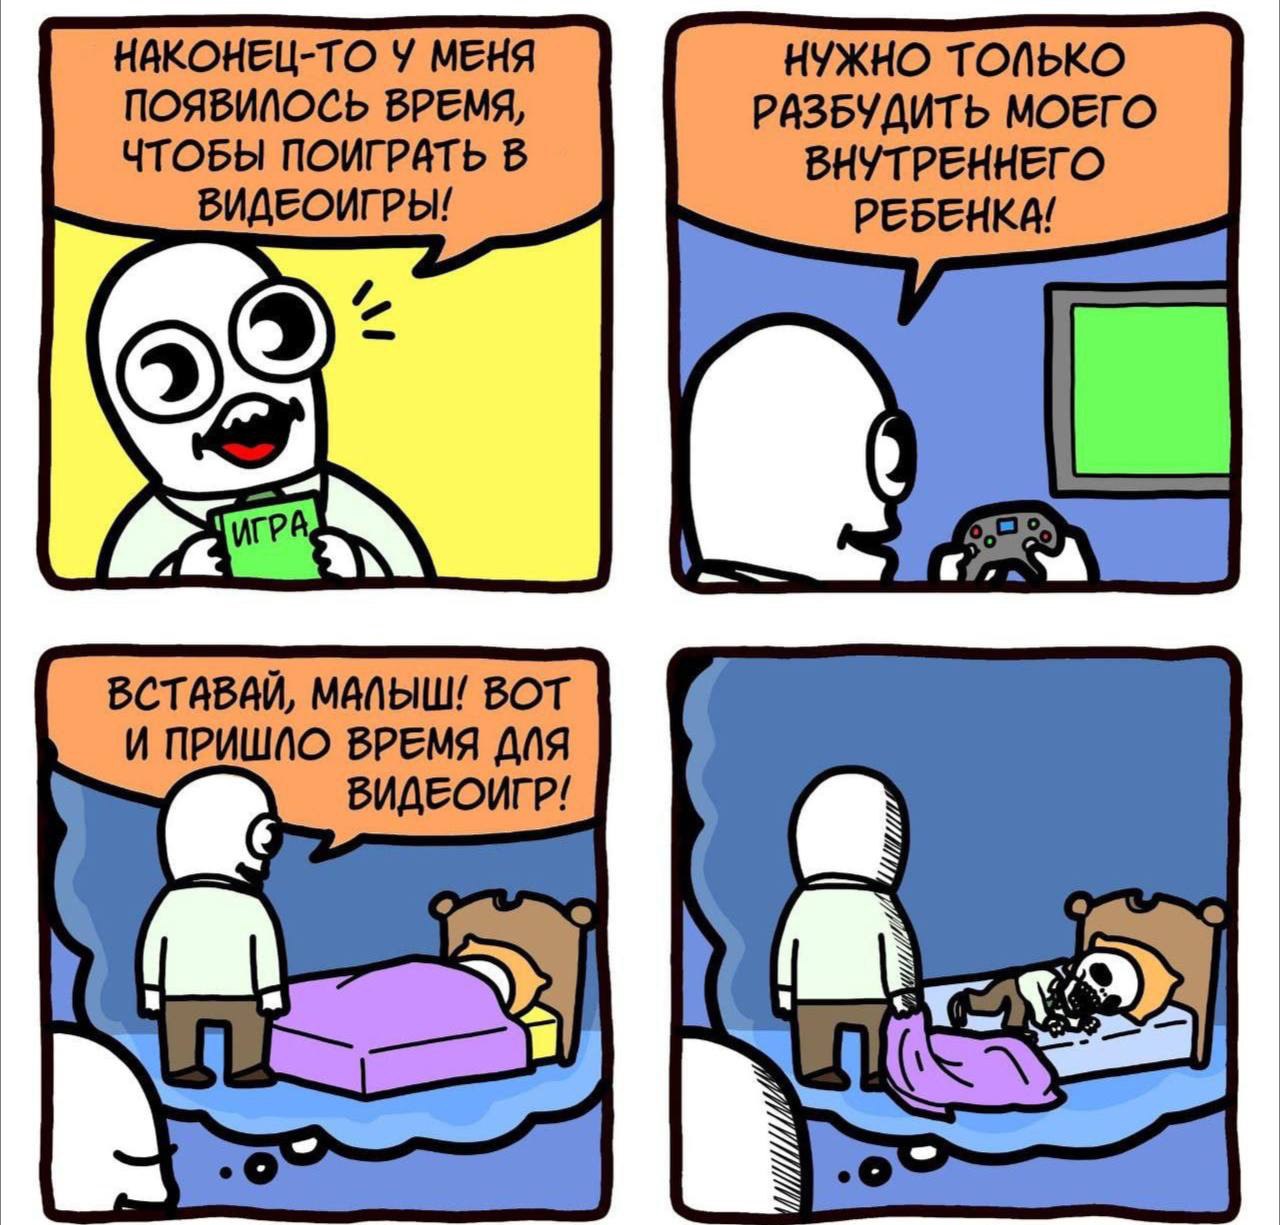 НАКОНЕЦ-ТО У МЕНЯ
ПОЯВИЛОСЬ ВРЕМЯ,
ЧТОБЫ ПОИГРАТЬ В
ВИДЕОИГРЫ!
ИГРА
НУЖНО ТОЛЬКО
РАЗБУДИТЬ МОЕГО
ВНУТРЕННЕГО
РЕБЕНКА!
ВСТАВАЙ, МАЛЫШ! ВОТ
И ПРИШЛО ВРЕМЯ ДЛЯ
ВИДЕОИГР!